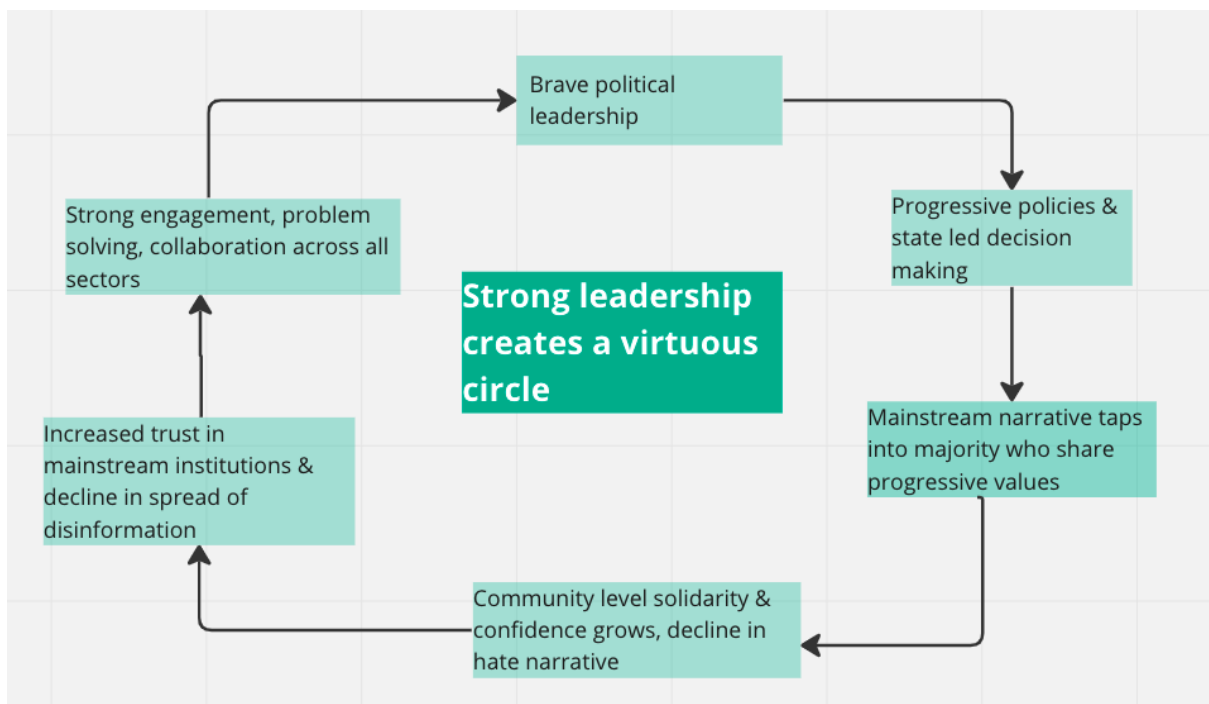 Brave political
leadership
Progressive policies &
state led decision
making
Mainstream narrative taps
into majority who share
progressive values
Community level solidarity &
confidence grows, decline in
hate narrative
Increased trust in
mainstream institutions &
decline in spread of
disinformation
Strong engagement, problem
solving, collaboration across all
sectors
Strong leadership
creates a virtuous
circle